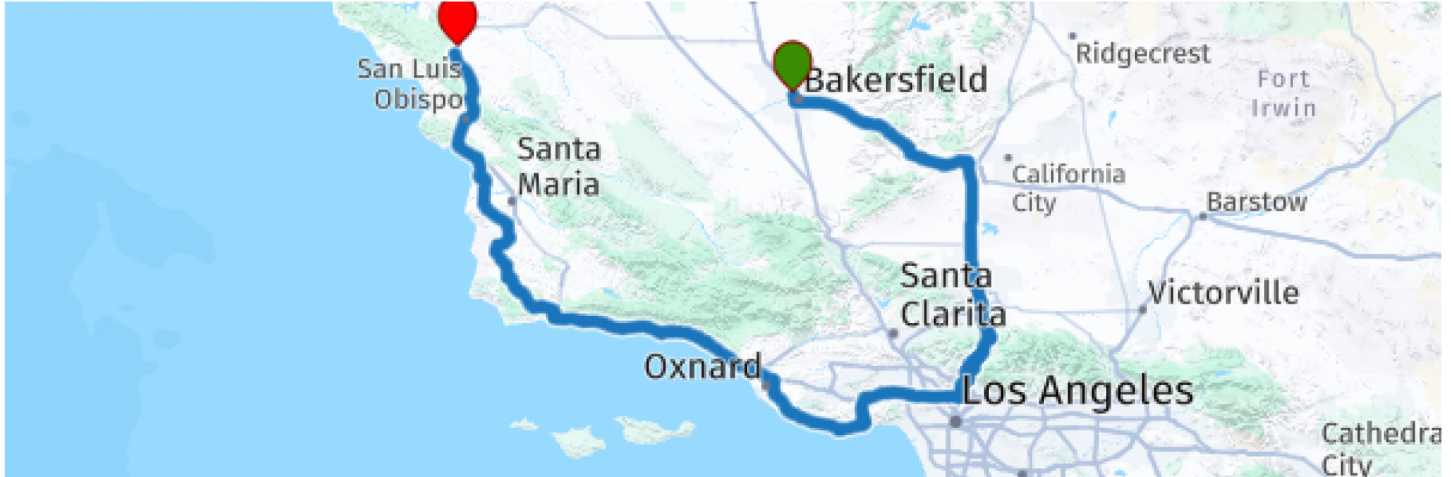 Ridgecrest
San Luis
Obispo
Bakersfield
Fort
Irwin
Santa
Maria
California
City
Barstow
Santa
Clarita
Victorville
Oxnard
Los Angeles
Cathedra
City